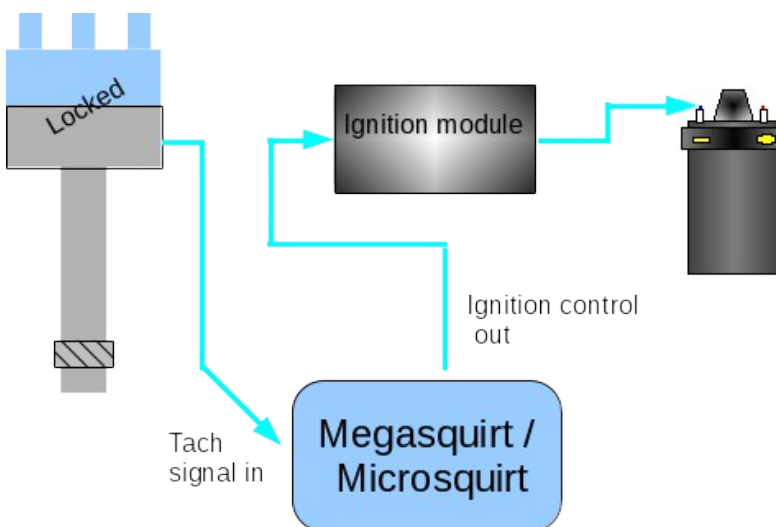 Locked
Ignition module
Ignition control
out
Tach
signal in
Megasquirt /
Microsquirt